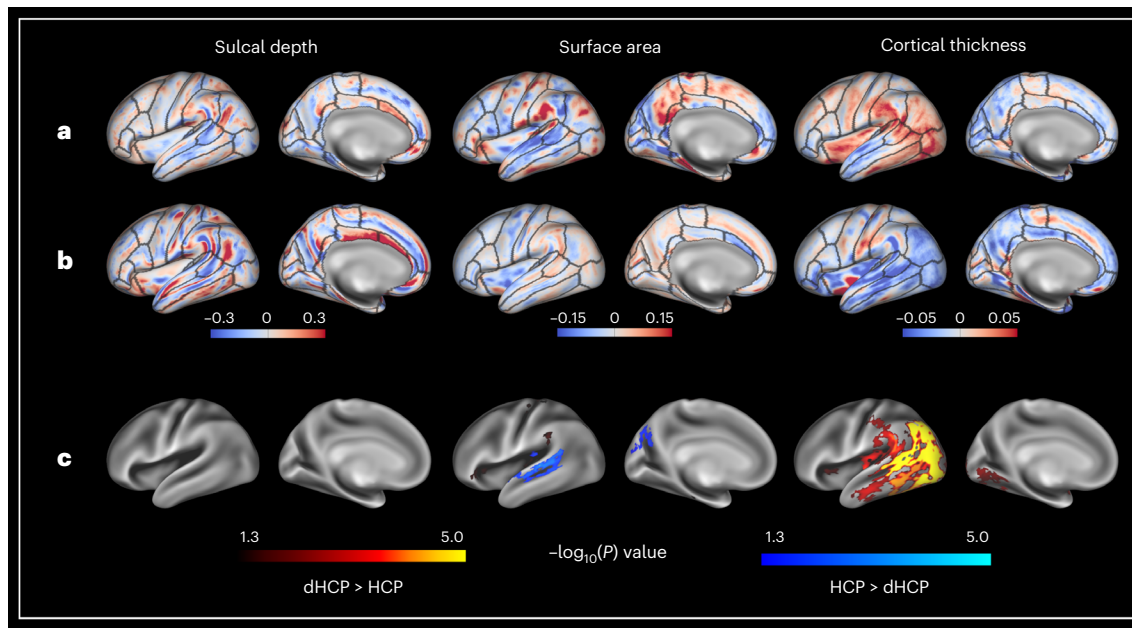 Sulcal depth Surface area Cortical thickness
a
b
−0.3 0 0.3 −0.15 0 0.15 −0.05 0 0.05
c
1.3 5.0 −log10(P) value 1.3 5.0
dHCP > HCP HCP > dHCP